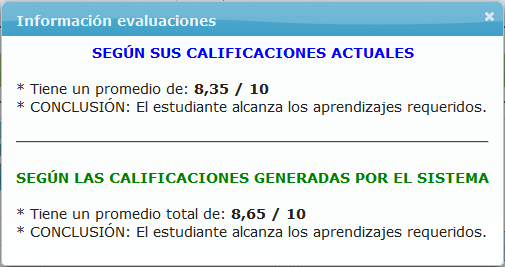 Información evaluaciones
SEGÚN SUS CALIFICACIONES ACTUALES
* Tiene un promedio de: 8,35 / 10
* CONCLUSIÓN: El estudiante alcanza los aprendizajes requeridos.
SEGÚN LAS CALIFICACIONES GENERADAS POR EL SISTEMA
* Tiene un promedio total de: 8,65 / 10
* CONCLUSIÓN: El estudiante alcanza los aprendizajes requeridos.